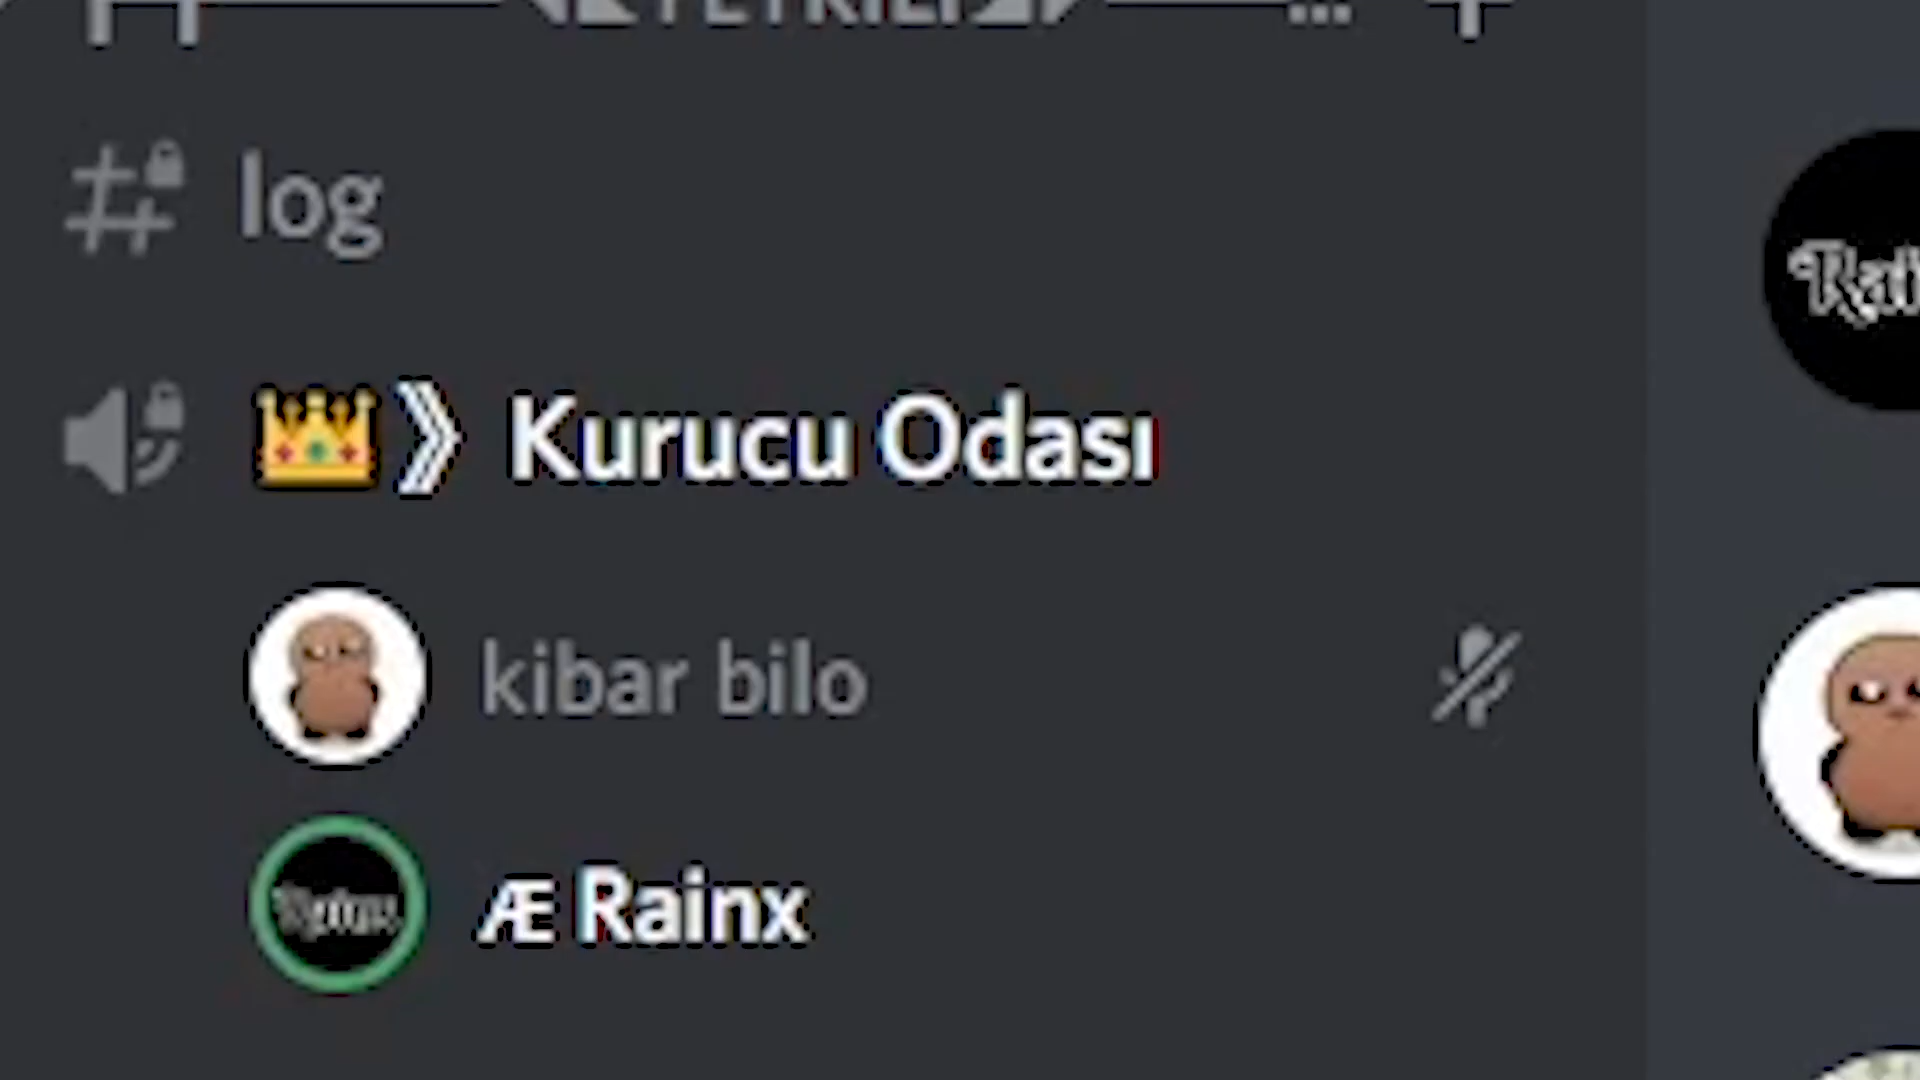 log
👑》 Kurucu Odası
kibar bilo
Æ Rainx